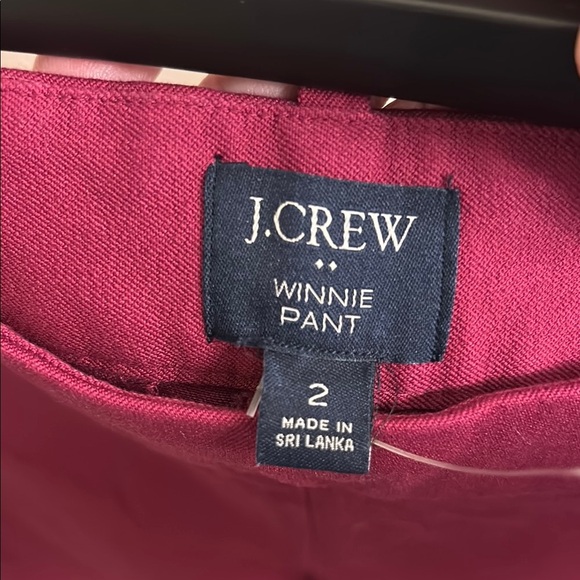 J.CREW
WINNIE
PANT
2
MADE IN
SRI LANKA